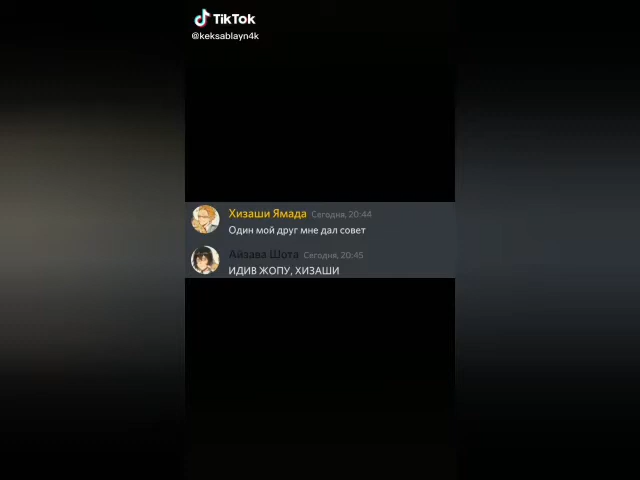 TikTok
@keksablayn4k
Хизаши Ямада Сегодня, 20:44
Один мой друг мне дал совет
Айзава Шота Сегодня, 20:45
ИДИВ ЖОПУ, ХИЗАШИ